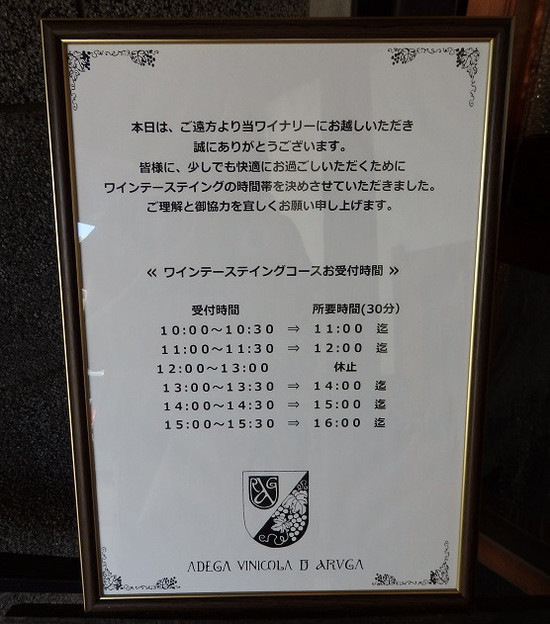 本日は、ご遠方より当ワイナリーにお越しいただき
誠にありがとうございます。
皆様に、少しでも快適にお過ごしいただくために
ワインテーステイングの時間帯を決めさせていただきました。
ご理解と御協力を宜しくお願い申し上げます。
≪ ワインテーステイングコースお受付時間 ≫
受付時間 所要時間(30分)
10:00～10:30 ⇒ 11:00 迄
11:00～11:30 ⇒ 12:00 迄
12:00～13:00 休止
13:00～13:30 ⇒ 14:00 迄
14:00～14:30 ⇒ 15:00 迄
15:00～15:30 ⇒ 16:00 迄
ADEGA VINICOLA D ARVGA